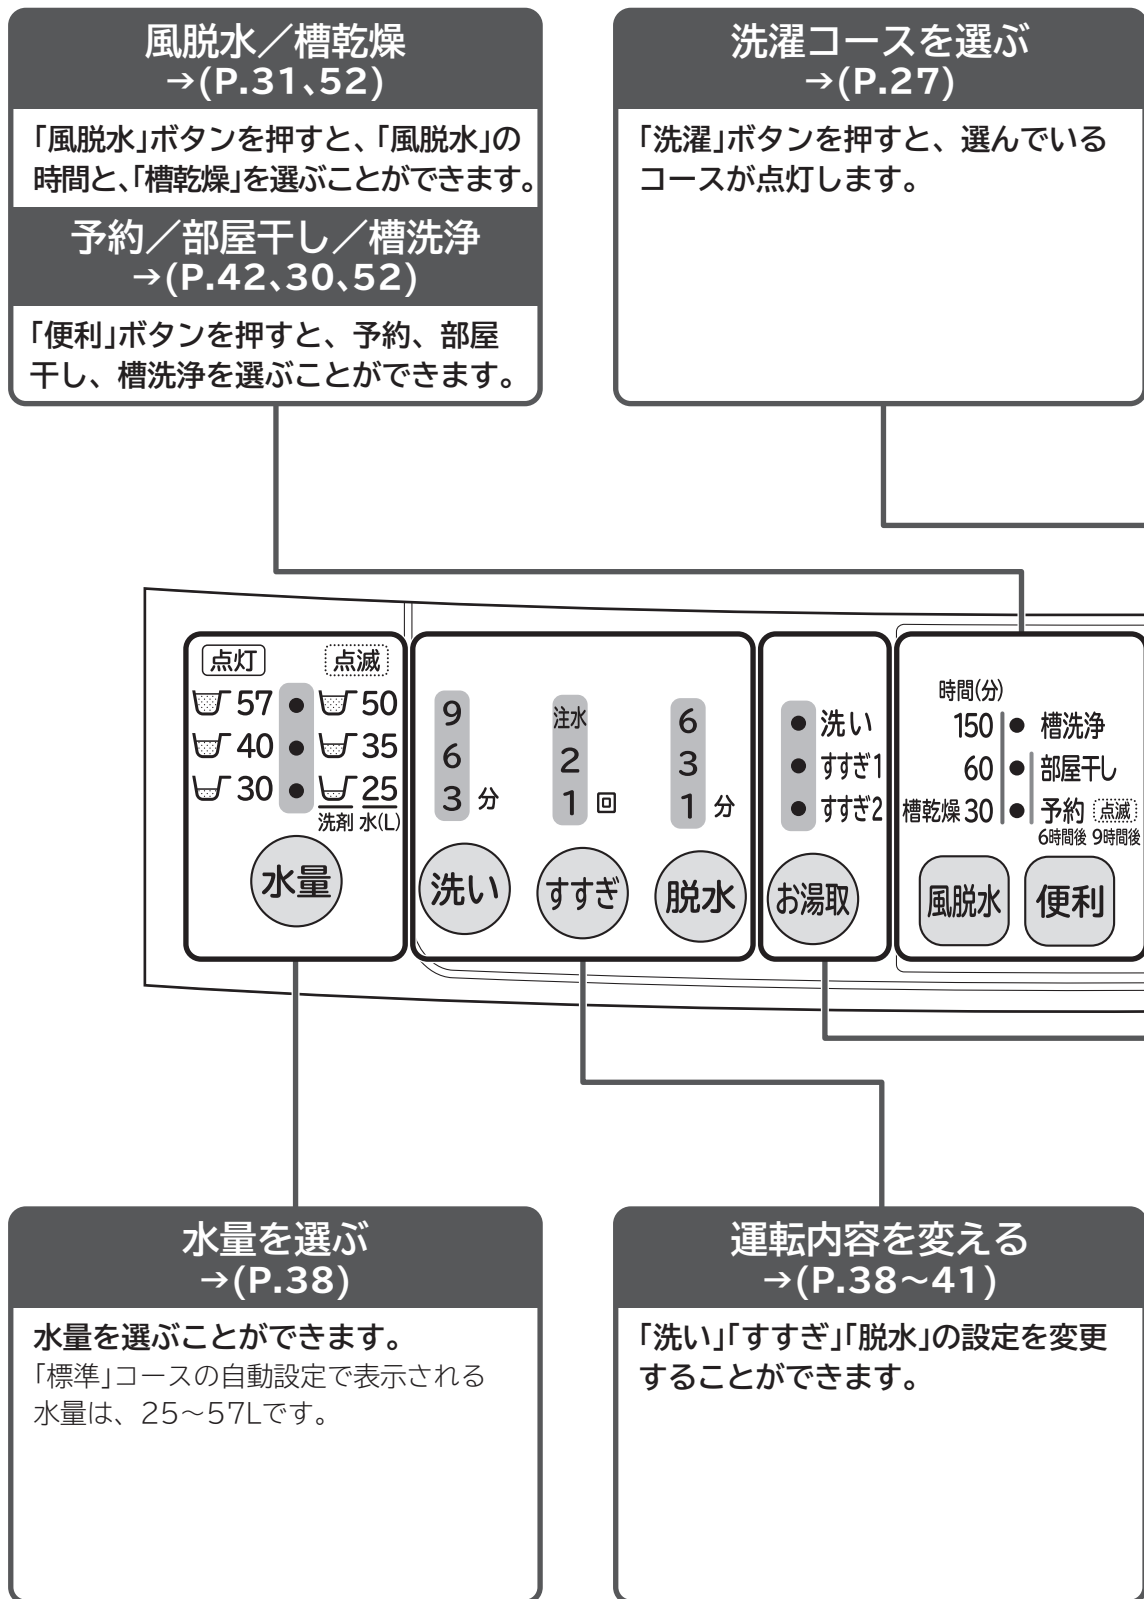 風脱水／槽乾燥
→(P.31、52)
「風脱水」ボタンを押すと、「風脱水」の
時間と、「槽乾燥」を選ぶことができます。
予約／部屋干し／槽洗浄
→(P.42、30、52)
「便利」ボタンを押すと、予約、部屋
干し、槽洗浄を選ぶことができます。
洗濯コースを選ぶ
→(P.27)
「洗濯」ボタンを押すと、選んでいる
コースが点灯します。
点灯 点滅
57 50
40 35
30 25
洗剤 水(L)
水量
9
6
3 分
洗い
注水
2
1 回
すすぎ
6
3
1 分
脱水
洗い
すすぎ1
すすぎ2
お湯取
時間(分)
150 槽洗浄
60 部屋干し
槽乾燥 30 予約 点滅
6時間後 9時間後
風脱水 便利
水量を選ぶ
→(P.38)
水量を選ぶことができます。
「標準」コースの自動設定で表示される
水量は、25～57Lです。
運転内容を変える
→(P.38～41)
「洗い」「すすぎ」「脱水」の設定を変更
することができます。